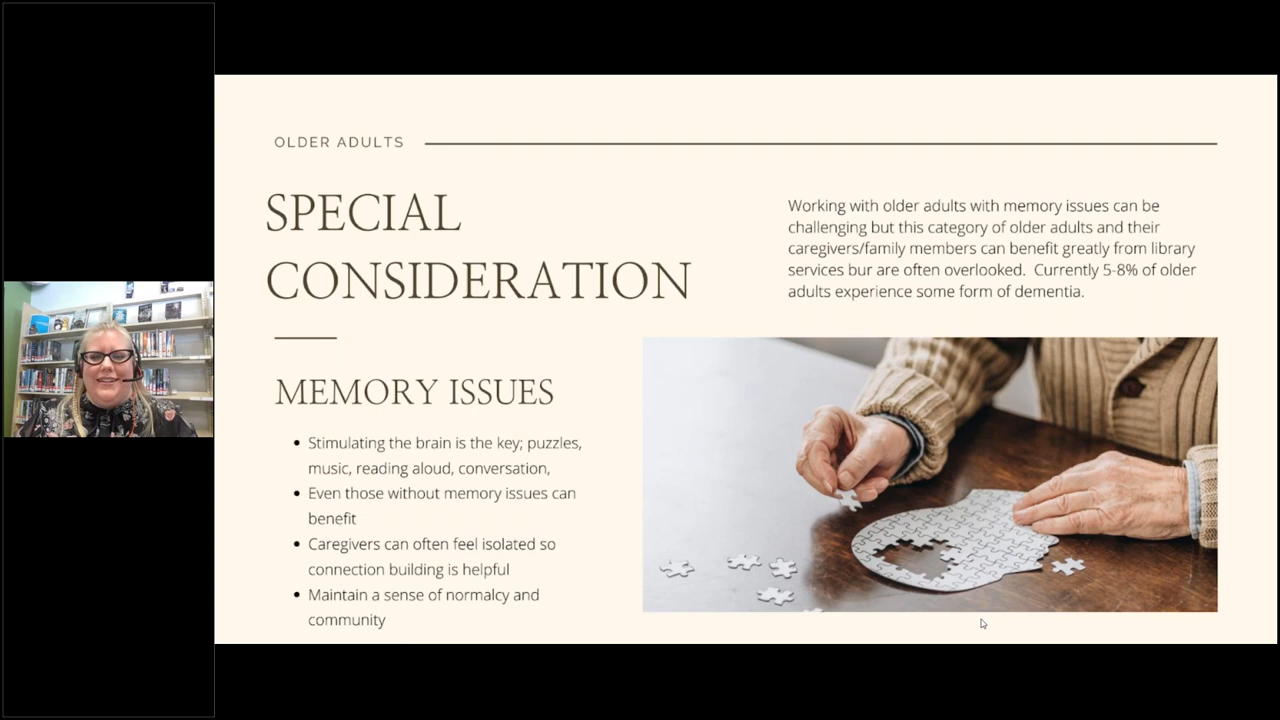 OLDER ADULTS
SPECIAL
CONSIDERATION
Working with older adults with memory issues can be
challenging but this category of older adults and their
caregivers/family members can benefit greatly from library
services bur are often overlooked.  Currently 5-8% of older
adults experience some form of dementia.
MEMORY ISSUES
• Stimulating the brain is the key; puzzles,
music, reading aloud, conversation,
• Even those without memory issues can
benefit
• Caregivers can often feel isolated so
connection building is helpful
• Maintain a sense of normalcy and
community